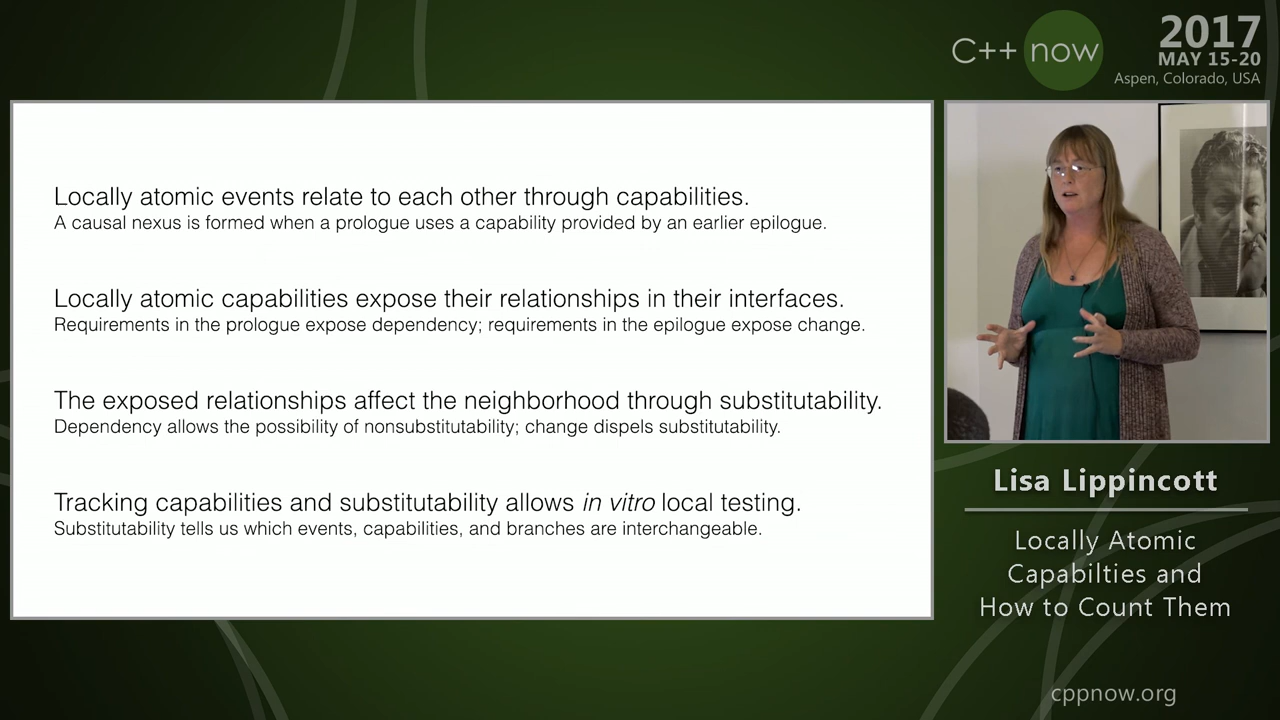 C++ now
2017
MAY 15-20
Aspen, Colorado, USA
Locally atomic events relate to each other through capabilities.
A causal nexus is formed when a prologue uses a capability provided by an earlier epilogue.
Locally atomic capabilities expose their relationships in their interfaces.
Requirements in the prologue expose dependency; requirements in the epilogue expose change.
The exposed relationships affect the neighborhood through substitutability.
Dependency allows the possibility of nonsubstitutability; change dispels substitutability.
Tracking capabilities and substitutability allows in vitro local testing.
Substitutability tells us which events, capabilities, and branches are interchangeable.
Lisa Lippincott
Locally Atomic
Capabilties and
How to Count Them
cppnow.org